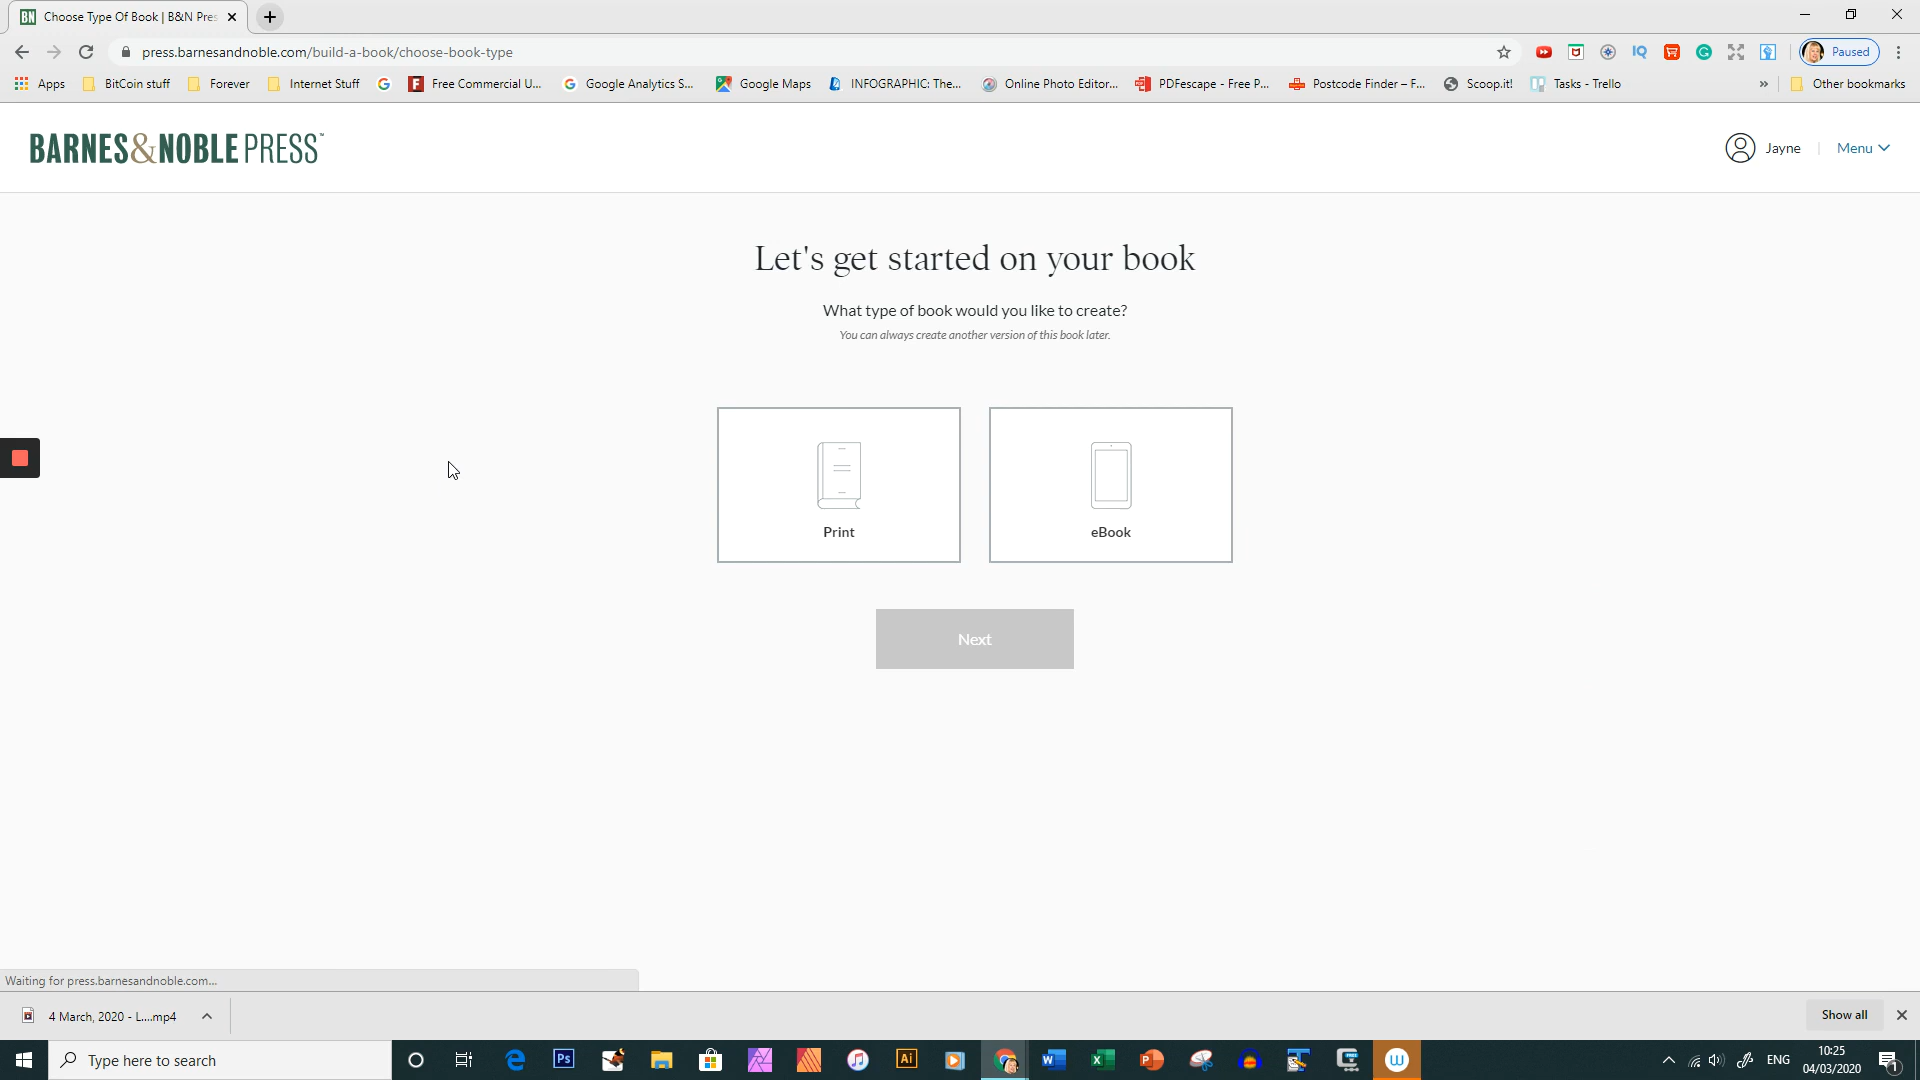 Choose Type Of Book | B&N Pres
press.barnesandnoble.com/build-a-book/choose-book-type
Paused
Apps
BitCoin stuff
Forever
Internet Stuff
Free Commercial U...
Google Analytics S...
Google Maps
INFOGRAPHIC: The...
Online Photo Editor...
PDFescape - Free P...
Postcode Finder – F...
Scoop.it!
Tasks - Trello
»
Other bookmarks
BARNES&NOBLE PRESS™
Jayne
Menu
Let's get started on your book
What type of book would you like to create?
You can always create another version of this book later.
Print
eBook
Next
Waiting for press.barnesandnoble.com...
4 March, 2020 - L....mp4
Show all
Type here to search
ENG
10:25
04/03/2020
1